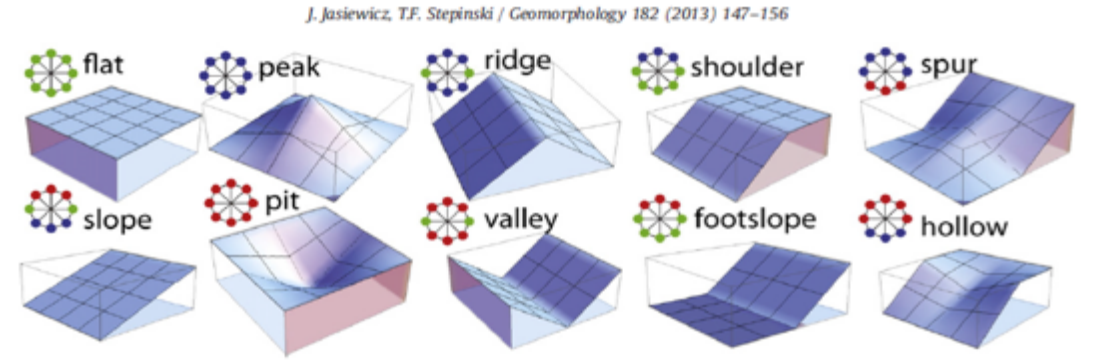 J. Jasiewicz, T.F. Stepinski / Geomorphology 182 (2013) 147–156
flat
peak
ridge
shoulder
spur
slope
pit
valley
footslope
hollow